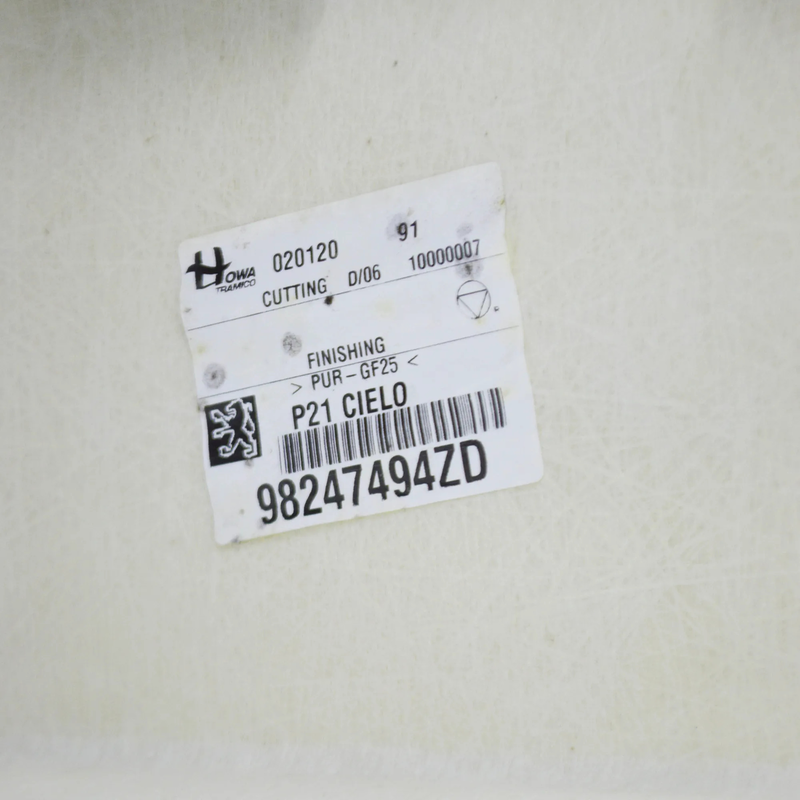 HOWA
TRAMICO
020120 91
CUTTING D/06 10000007
FINISHING
> PUR-GF25 <
P21 CIELO
98247494ZD